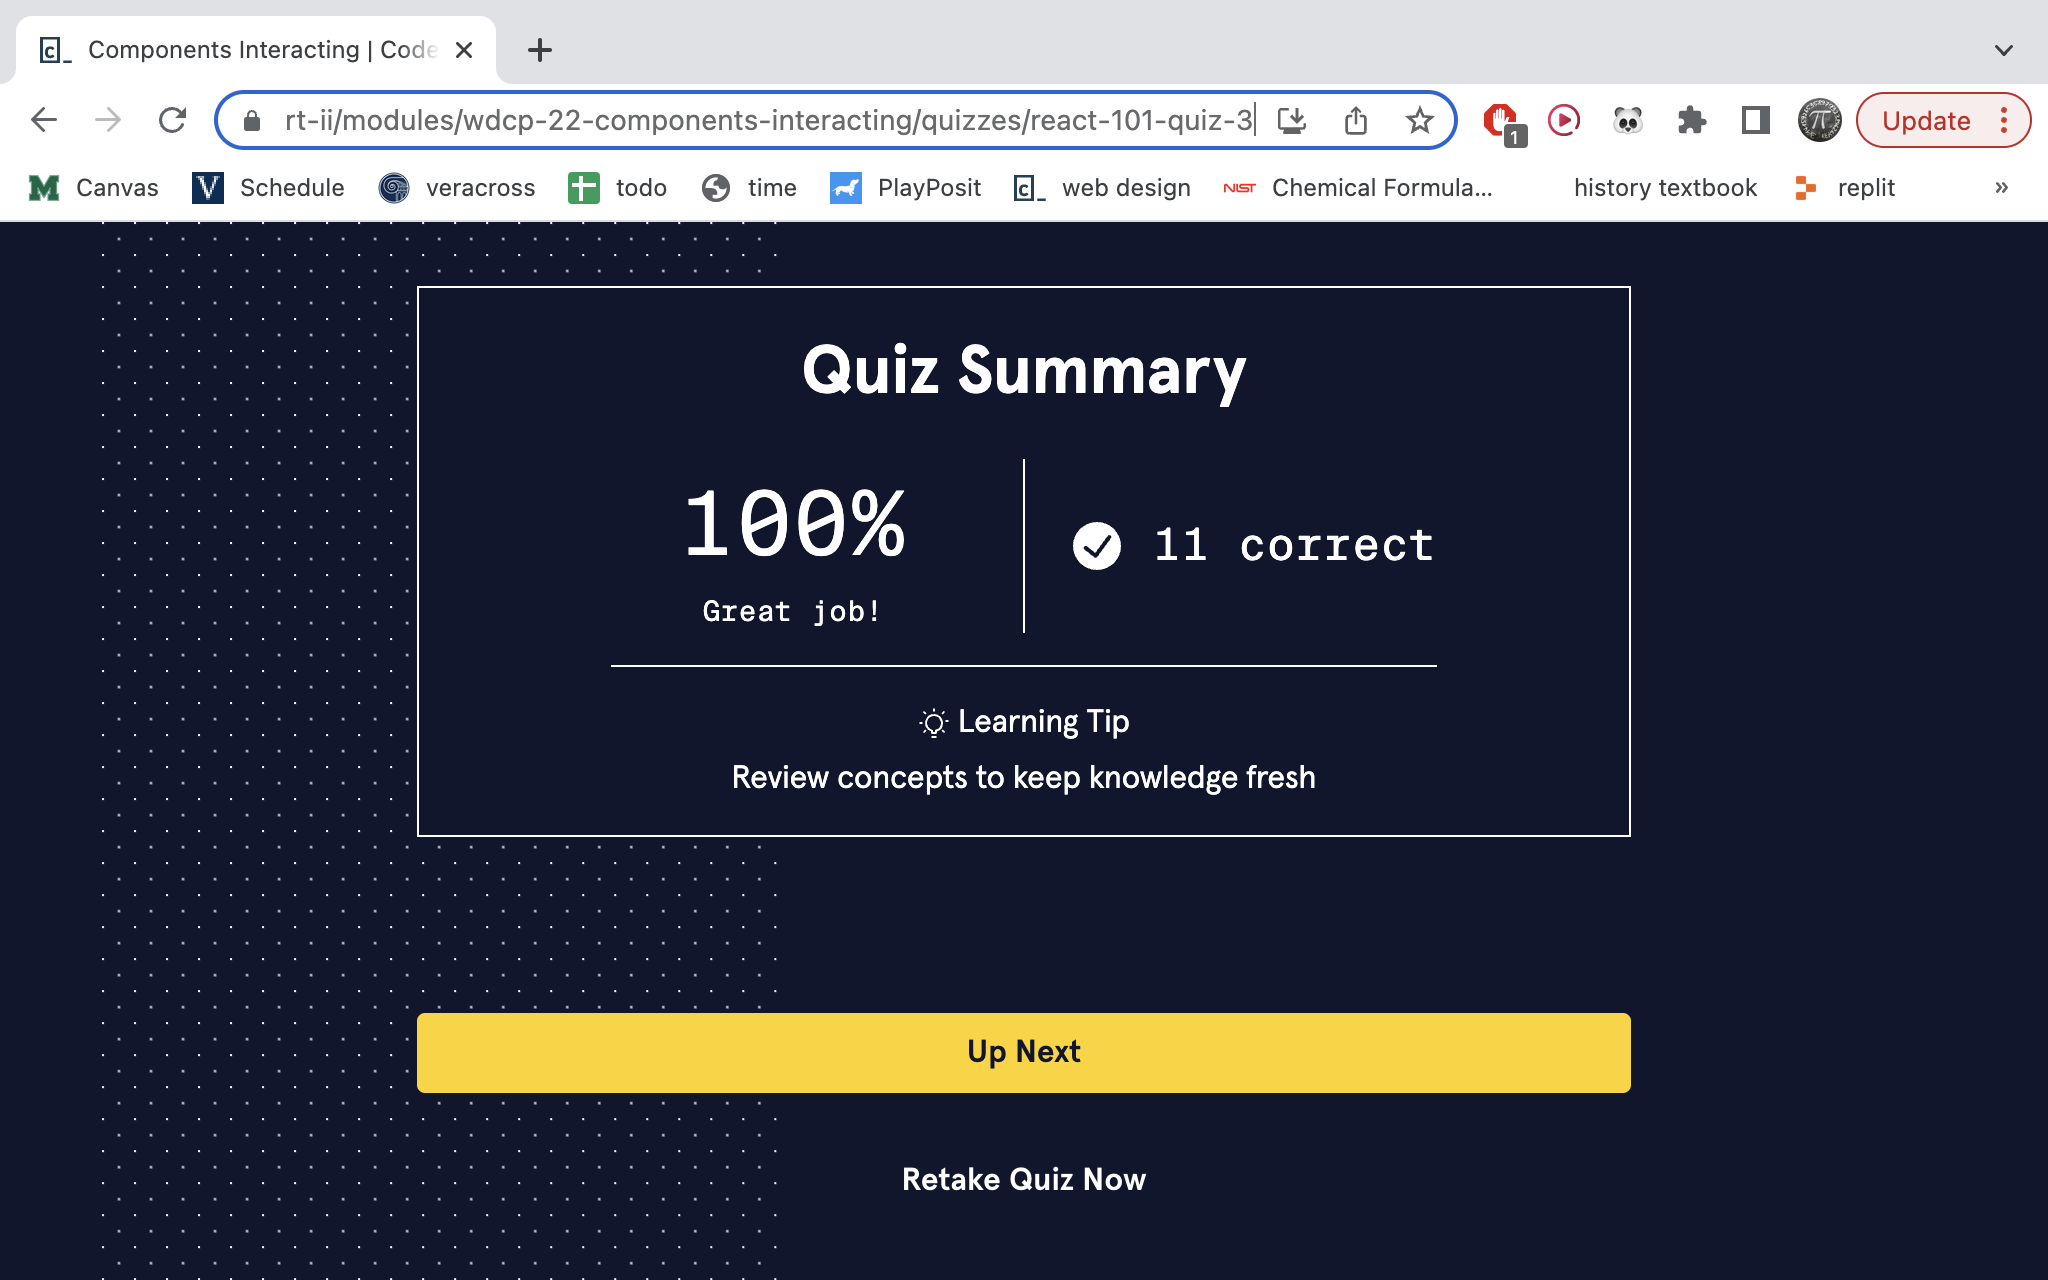 Components Interacting | Code
rt-ii/modules/wdcp-22-components-interacting/quizzes/react-101-quiz-3
1
Update
Canvas
Schedule
veracross
todo
time
PlayPosit
web design
NIST
Chemical Formula...
history textbook
replit
»
Quiz Summary
100%
Great job!
11 correct
Learning Tip
Review concepts to keep knowledge fresh
Up Next
Retake Quiz Now